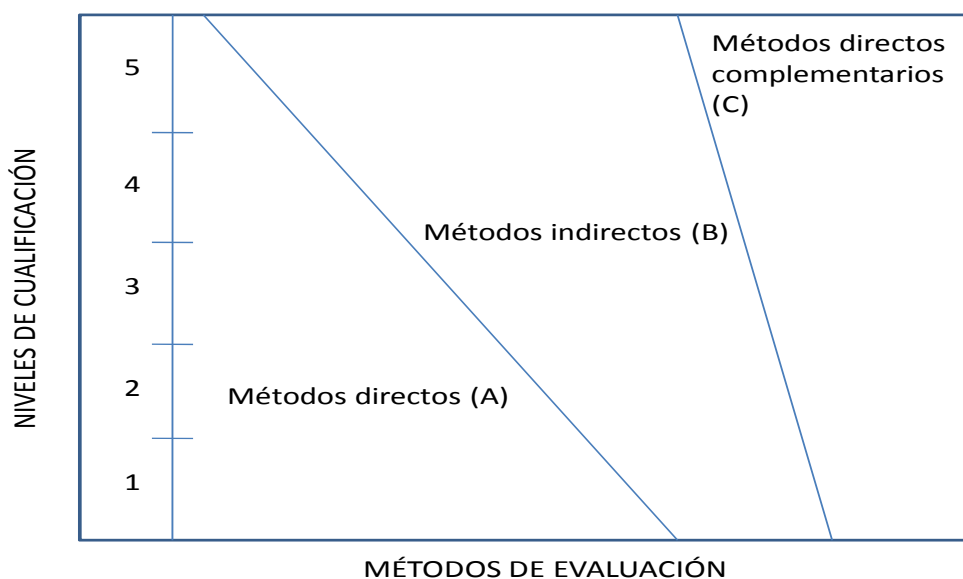 NIVELES DE CUALIFICACIÓN
5
4
3
2
1
Métodos directos
complementarios
(C)
Métodos indirectos (B)
Métodos directos (A)
MÉTODOS DE EVALUACIÓN